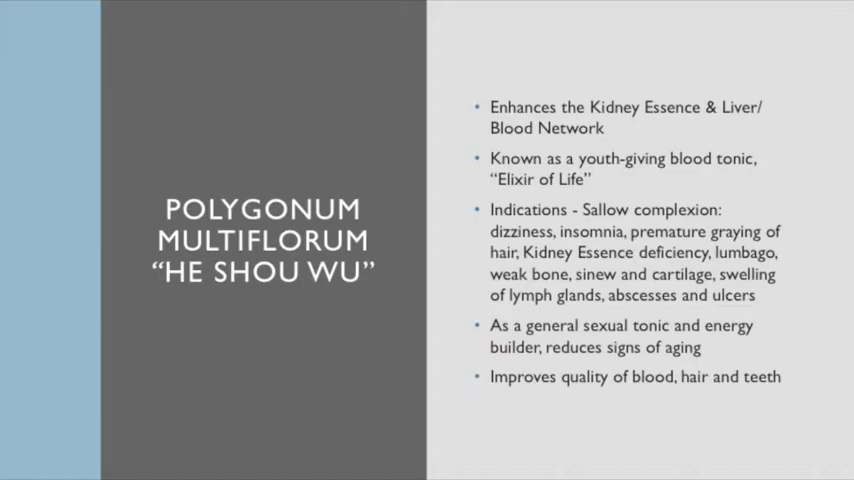 POLYGONUM
MULTIFLORUM
“HE SHOU WU”
• Enhances the Kidney Essence & Liver/
Blood Network
• Known as a youth-giving blood tonic,
“Elixir of Life”
• Indications - Sallow complexion:
dizziness, insomnia, premature graying of
hair, Kidney Essence deficiency, lumbago,
weak bone, sinew and cartilage, swelling
of lymph glands, abscesses and ulcers
• As a general sexual tonic and energy
builder, reduces signs of aging
• Improves quality of blood, hair and teeth